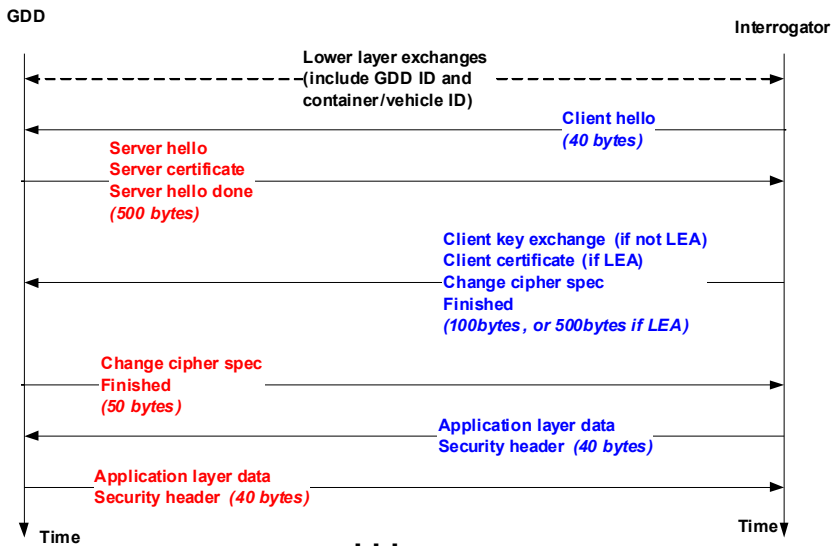 GDD
Interrogator
Lower layer exchanges
(include GDD ID and
container/vehicle ID)
Client hello
(40 bytes)
Server hello
Server certificate
Server hello done
(500 bytes)
Client key exchange (if not LEA)
Client certificate (if LEA)
Change cipher spec
Finished
(100bytes, or 500bytes if LEA)
Change cipher spec
Finished
(50 bytes)
Application layer data
Security header (40 bytes)
Application layer data
Security header (40 bytes)
Time
Time
...